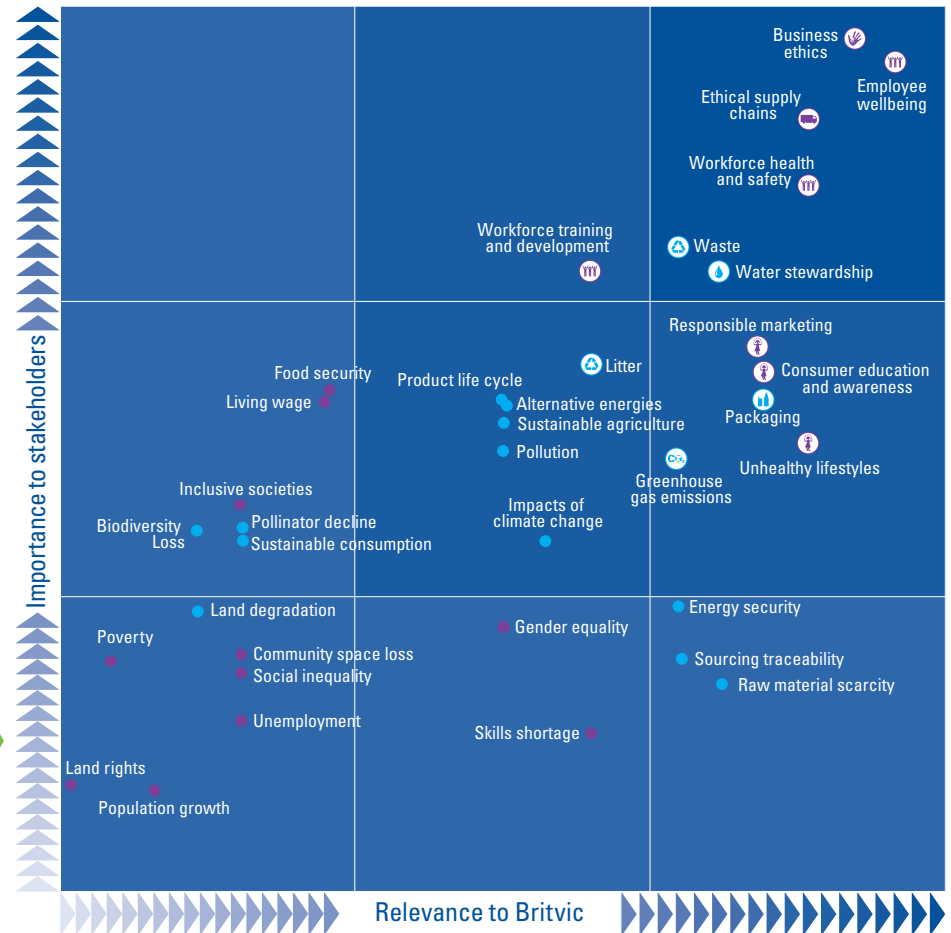 Business
ethics
Employee
wellbeing
Ethical supply
chains
Workforce health
and safety
Workforce training
and development
Waste
Water stewardship
Responsible marketing
Food security
Product life cycle
Litter
Consumer education
and awareness
Living wage
Alternative energies
Packaging
Sustainable agriculture
Pollution
Unhealthy lifestyles
CO₂
Greenhouse
gas emissions
Inclusive societies
Impacts of
climate change
Biodiversity
Loss
Pollinator decline
Sustainable consumption
Land degradation
Energy security
Poverty
Gender equality
Community space loss
Sourcing traceability
Social inequality
Raw material scarcity
Unemployment
Skills shortage
Land rights
Population growth
Importance to stakeholders
Relevance to Britvic